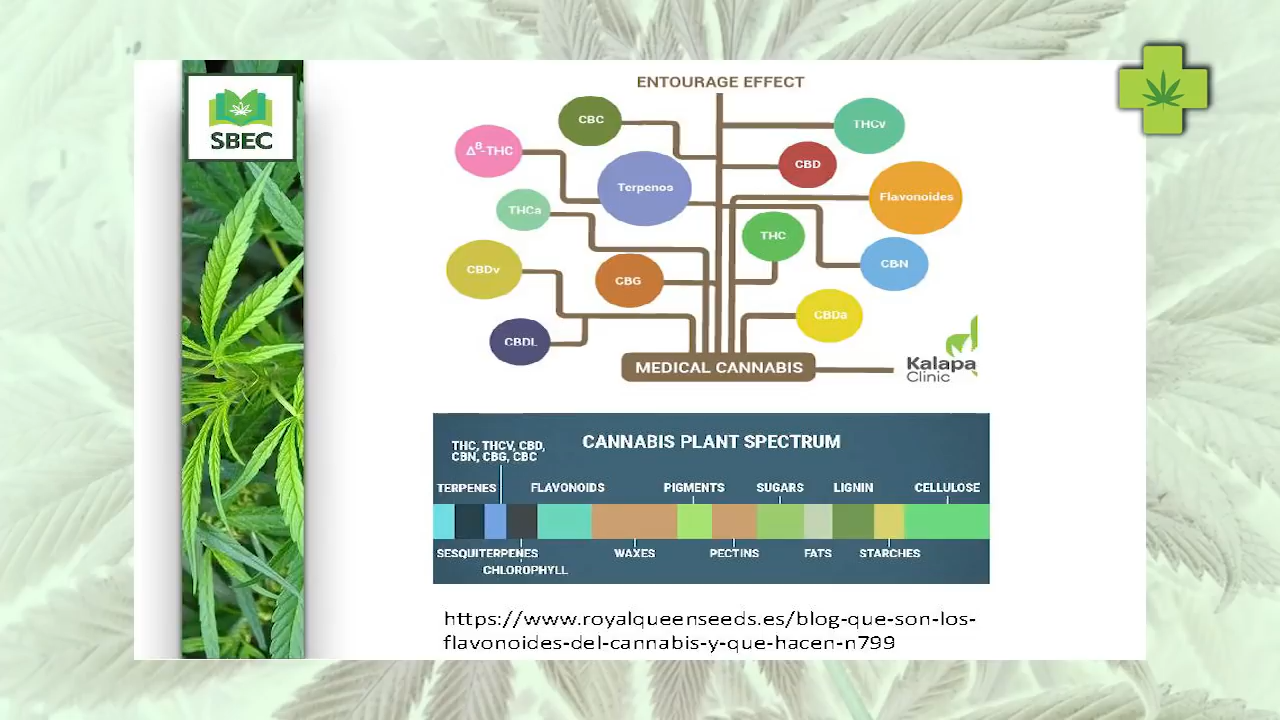 SBEC
ENTOURAGE EFFECT
CBC
THCv
Δ⁸-THC
CBD
Terpenos
Flavonoides
THCa
THC
CBN
CBDv
CBG
CBDa
CBDL
MEDICAL CANNABIS
Kalapa
Clinic
CANNABIS PLANT SPECTRUM
THC, THCV, CBD,
CBN, CBG, CBC
TERPENES FLAVONOIDS PIGMENTS SUGARS LIGNIN CELLULOSE
SESQUITERPENES WAXES PECTINS FATS STARCHES
CHLOROPHYLL
https://www.royalqueenseeds.es/blog-que-son-los-
flavonoides-del-cannabis-y-que-hacen-n799